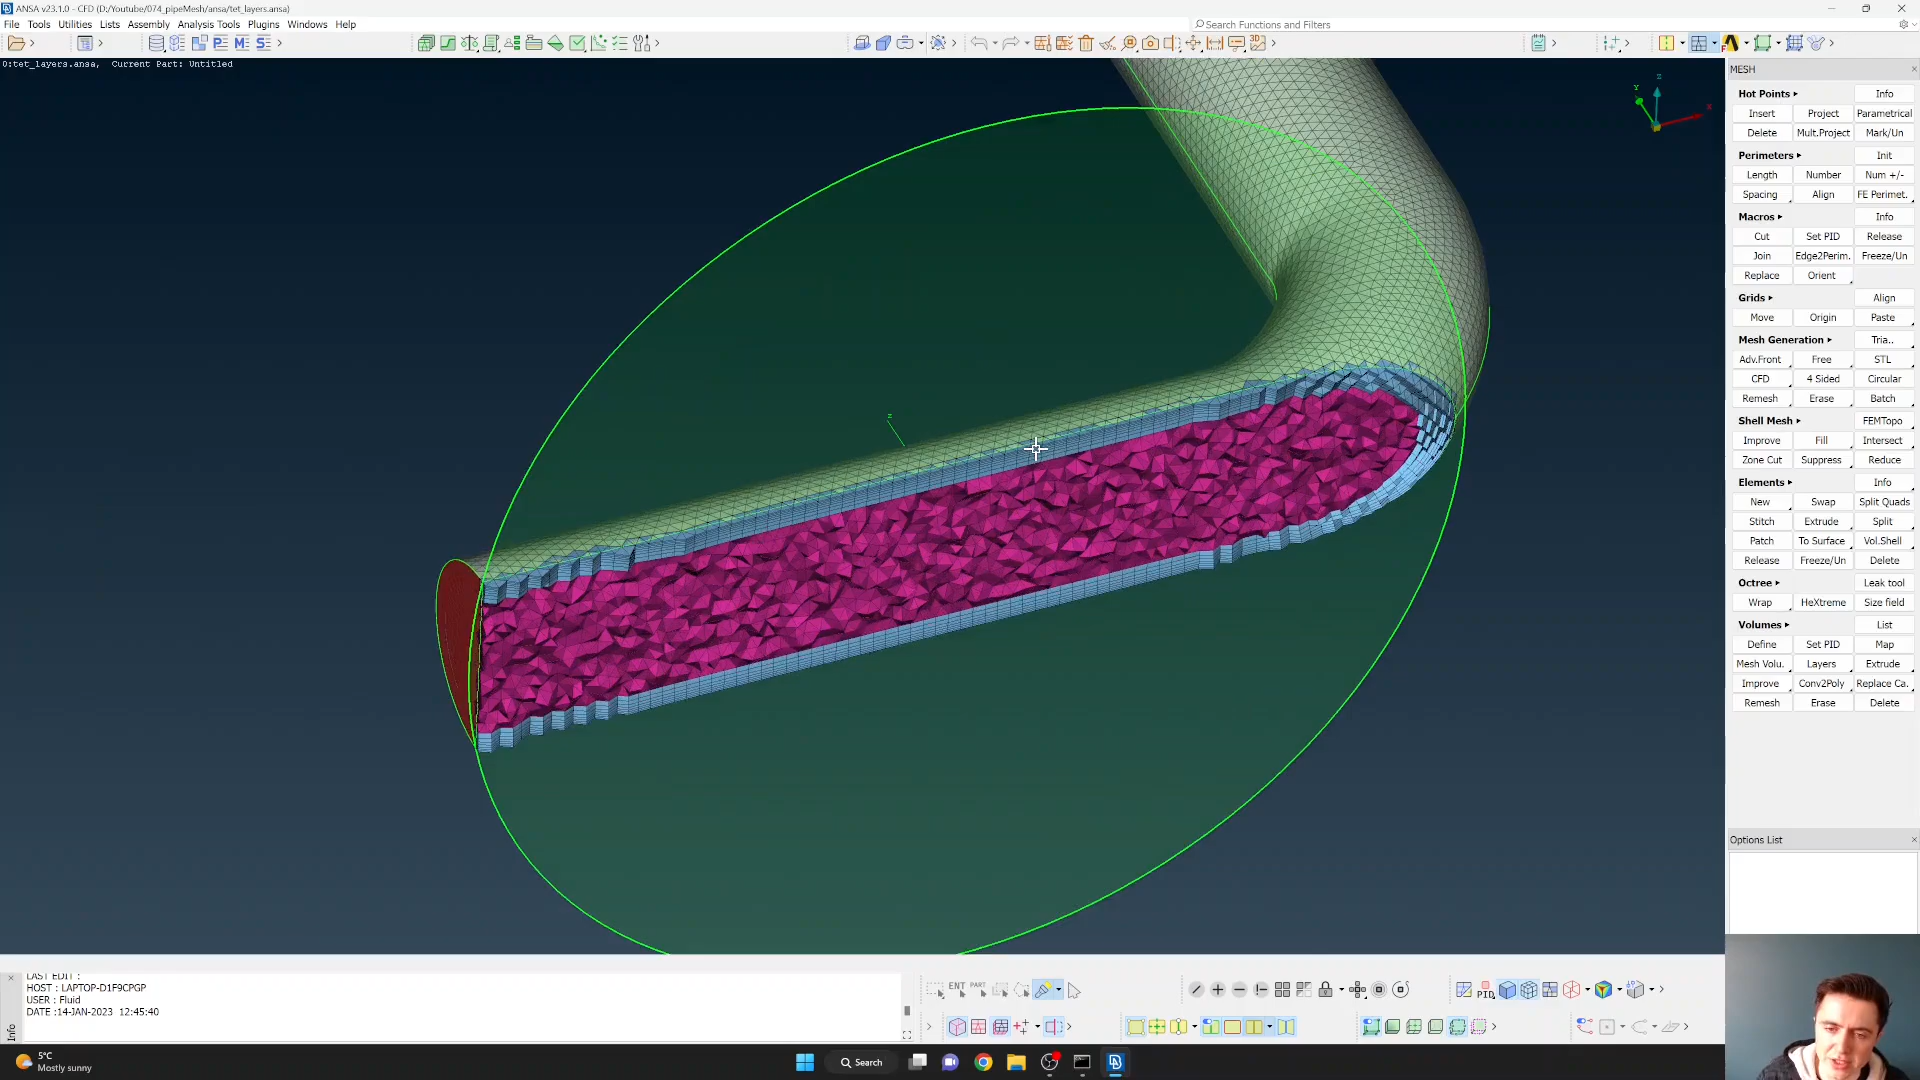 ANSA v23.1.0 - CFD (D:/Youtube/074_pipeMesh/ansa/tet_layers.ansa)
File Tools Utilities Lists Assembly Analysis Tools Plugins Windows Help
Search Functions and Filters
0:tet_layers.ansa, Current Part: Untitled
MESH
Hot Points Info
Insert Project Parametrical
Delete Mult.Project Mark/Un
Perimeters Init
Length Number Num +/-
Spacing Align FE Perimet.
Macros Info
Cut Set PID Release
Join Edge2Perim. Freeze/Un
Replace Orient
Grids Align
Move Origin Paste
Mesh Generation Tria..
Adv.Front Free STL
CFD 4 Sided Circular
Remesh Erase Batch
Shell Mesh FEMTopo
Improve Fill Intersect
Zone Cut Suppress Reduce
Elements Info
New Swap Split Quads
Stitch Extrude Split
Patch To Surface Vol.Shell
Release Freeze/Un Delete
Octree Leak tool
Wrap HeXtreme Size field
Volumes List
Define Set PID Map
Mesh Volu. Layers Extrude
Improve Conv2Poly Replace Ca.
Remesh Erase Delete
Options List
Z
Y
X
Z
LAST EDIT :
HOST : LAPTOP-D1F9CPGP
USER : Fluid
DATE :14-JAN-2023 12:45:40
Info
ENT PART
PID
5°C
Mostly sunny
Search